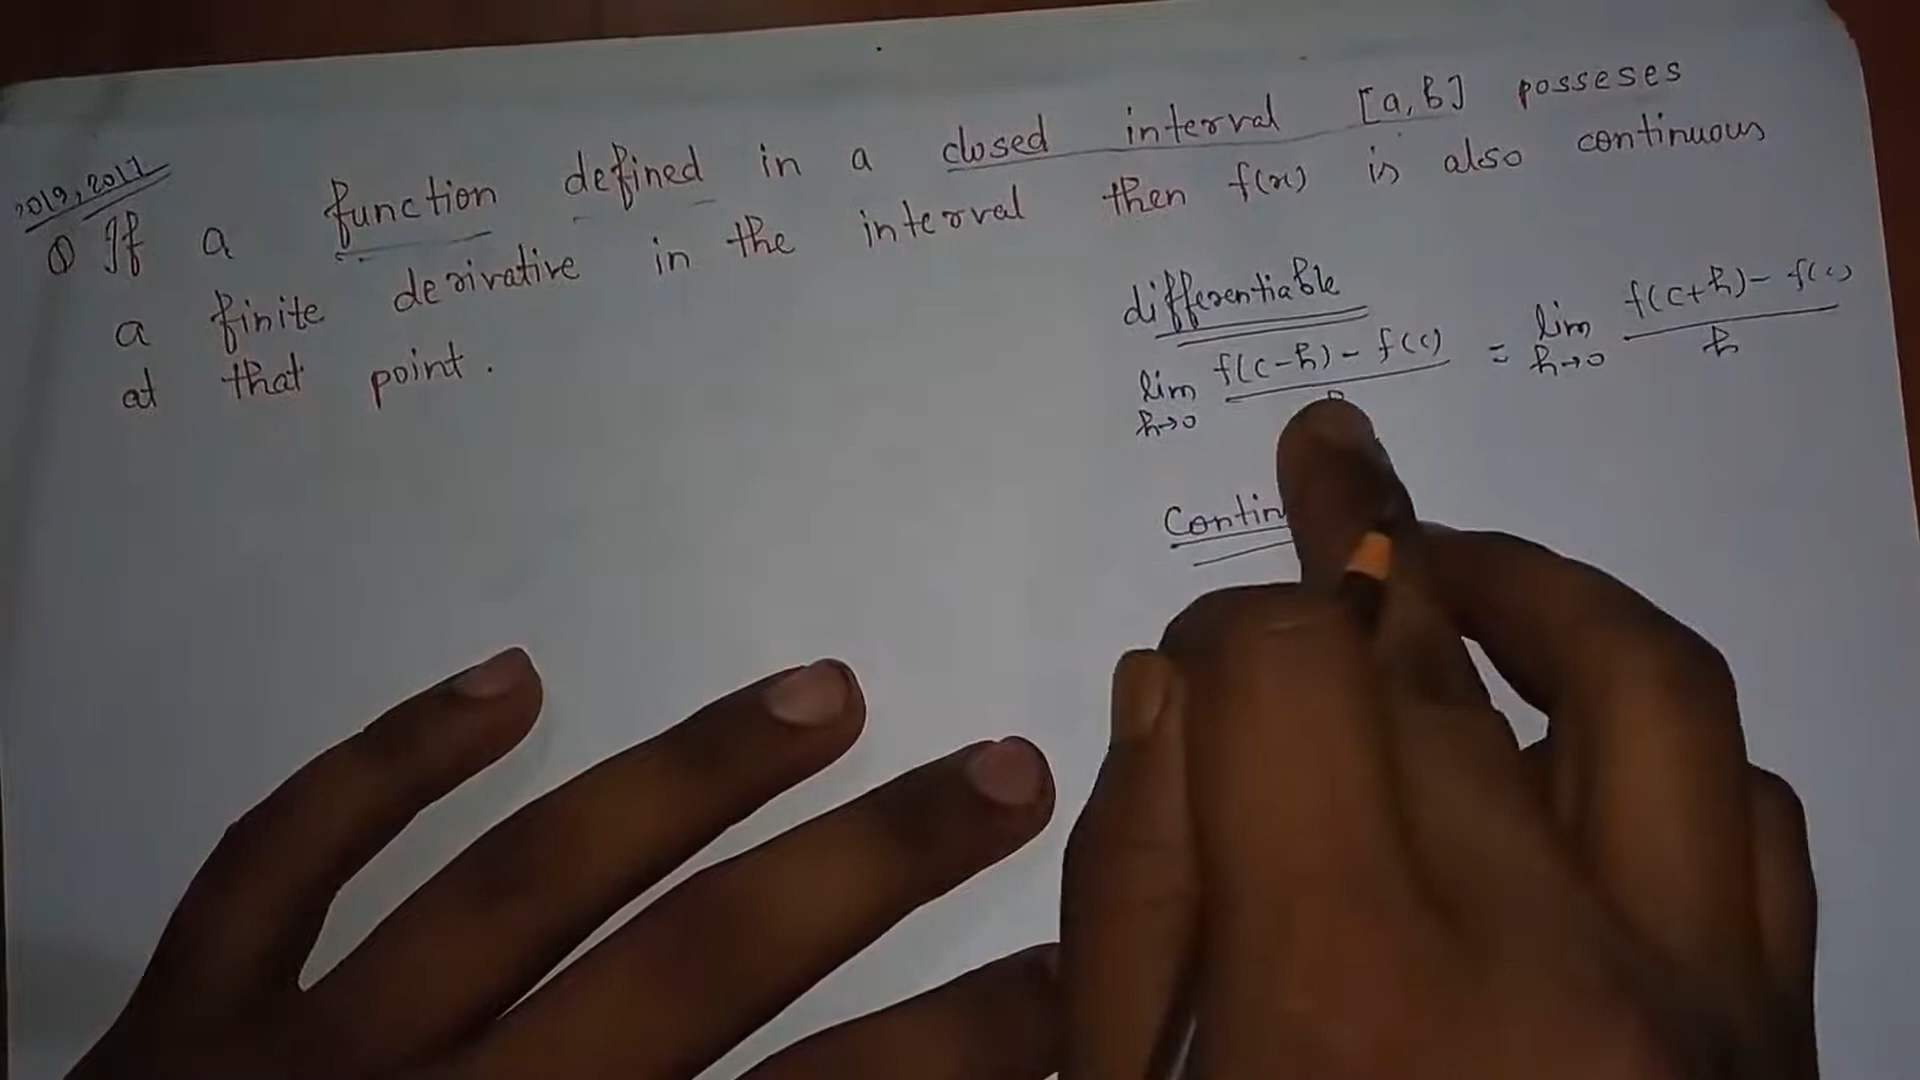 2019, 2017
Q If a function defined in a closed interval [a, b] posseses
a finite derivative in the interval then f(x) is also continuous
at that point.
differentiable
lim h→0 f(c-h) - f(c) = lim h→0 f(c+h) - f(c) / h